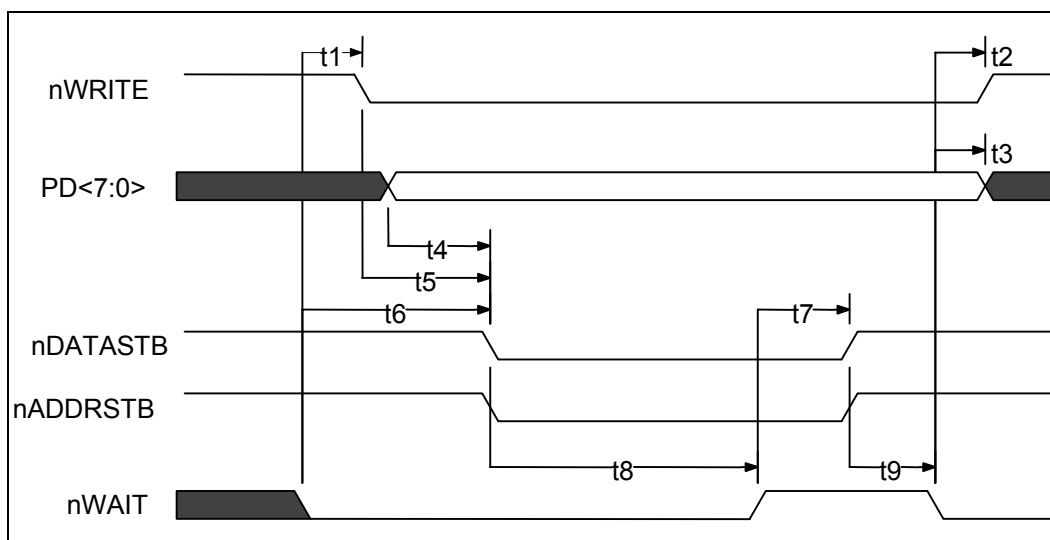 t1
t2
nWRITE
t3
PD<7:0>
t4
t5
t6
t7
nDATASTB
nADDRSTB
t8
t9
nWAIT